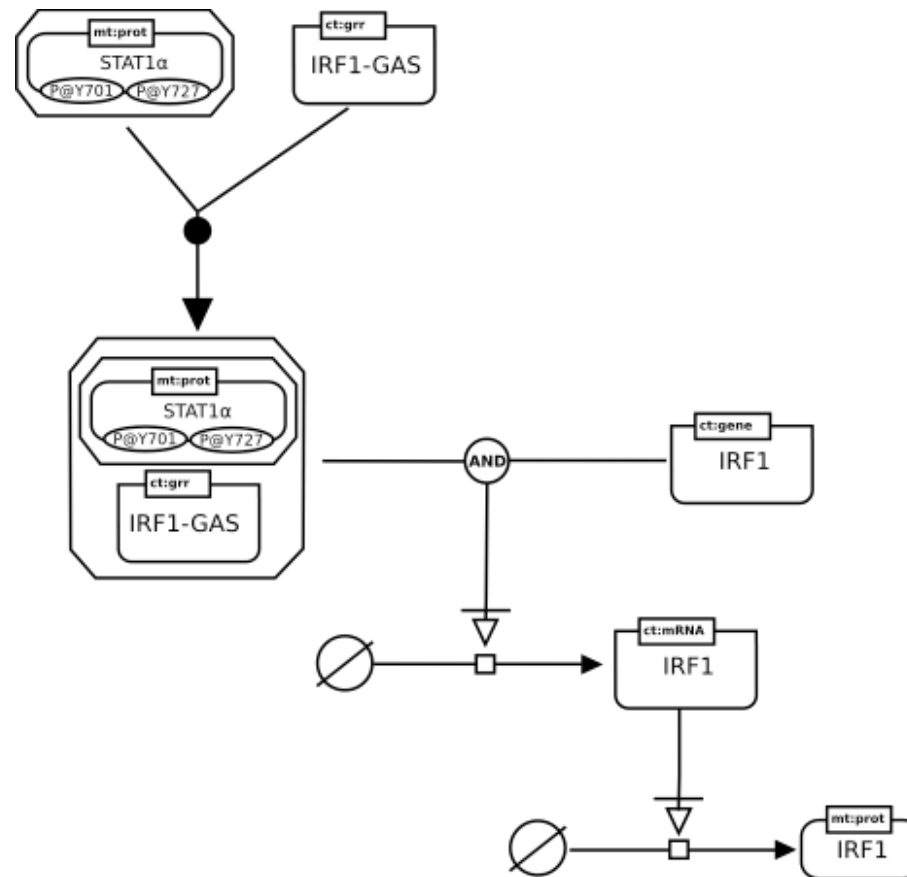 mt:prot
STAT1α
P@Y701 P@Y727
ct:grr
IRF1-GAS
mt:prot
STAT1α
P@Y701 P@Y727
ct:grr
IRF1-GAS
AND
ct:gene
IRF1
ct:mRNA
IRF1
mt:prot
IRF1